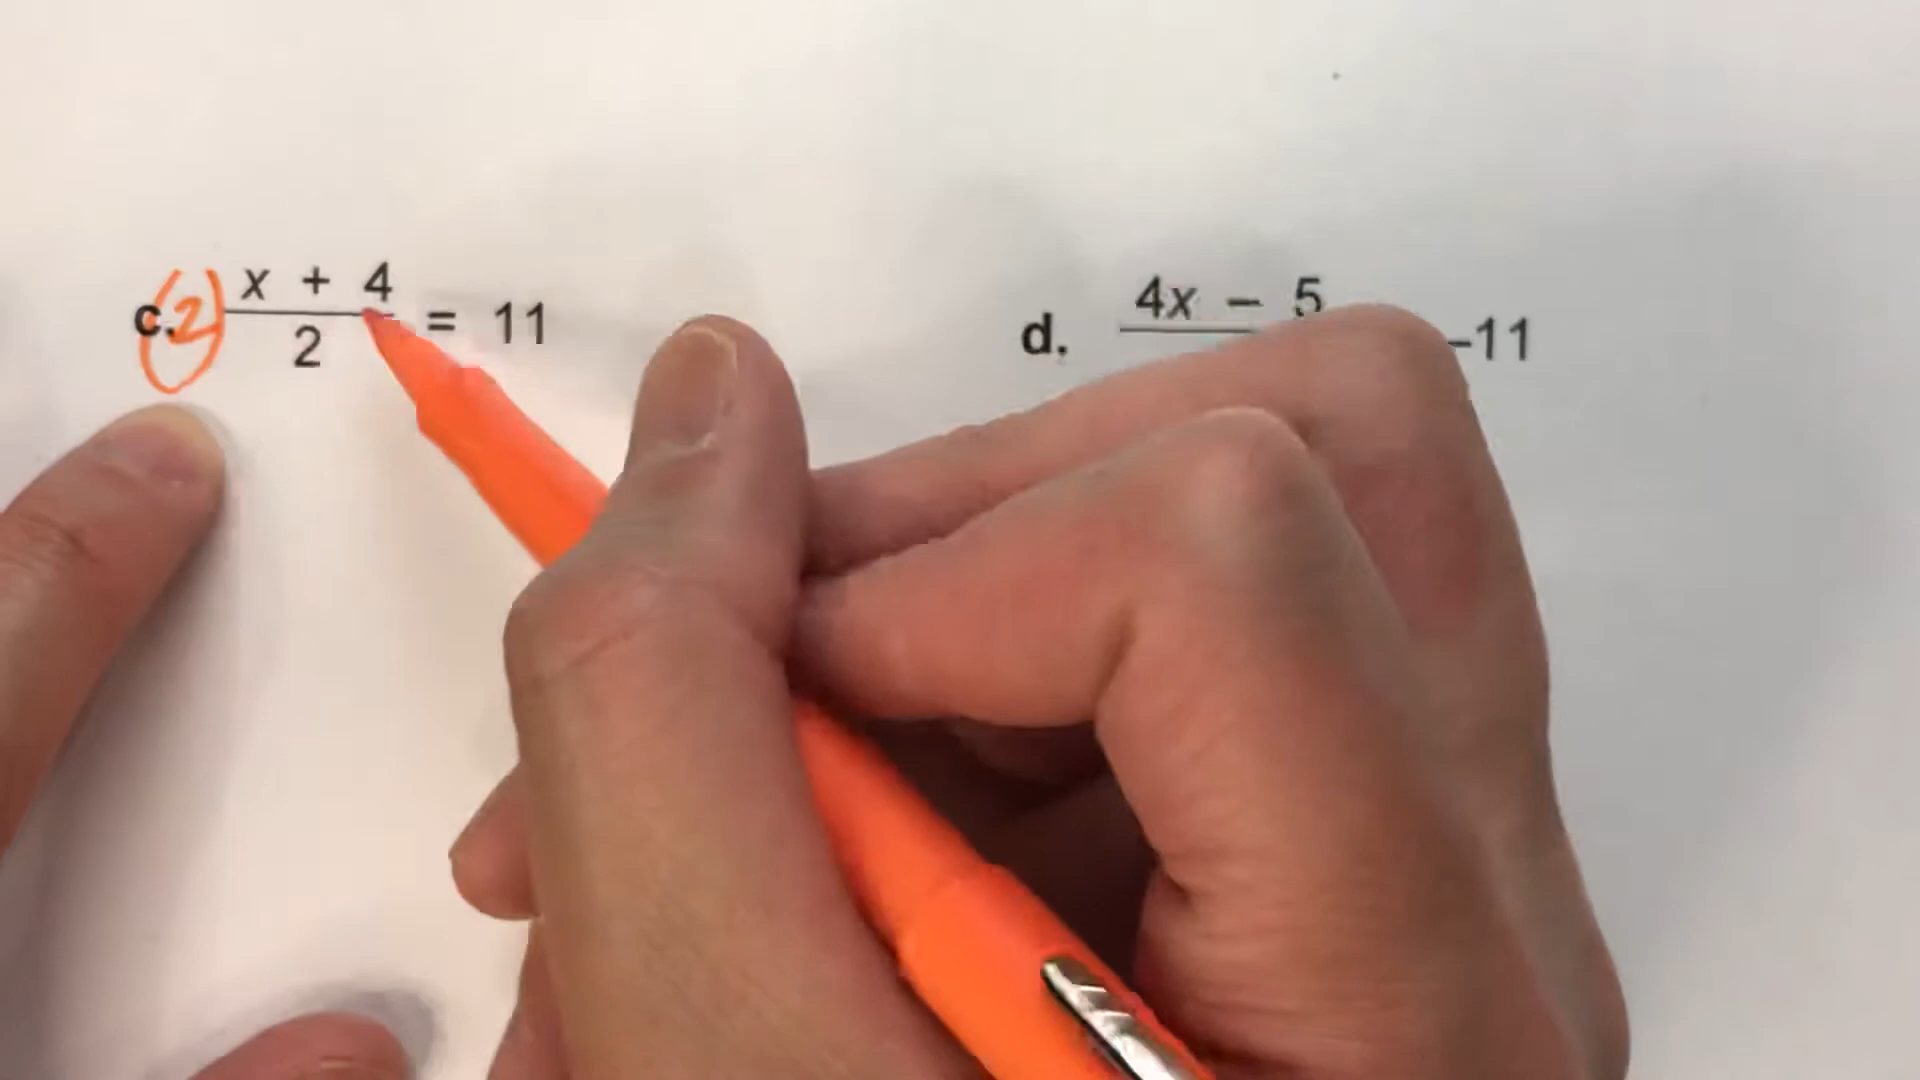 c. (2) x + 4
2
= 11
d. 4x – 5
–11